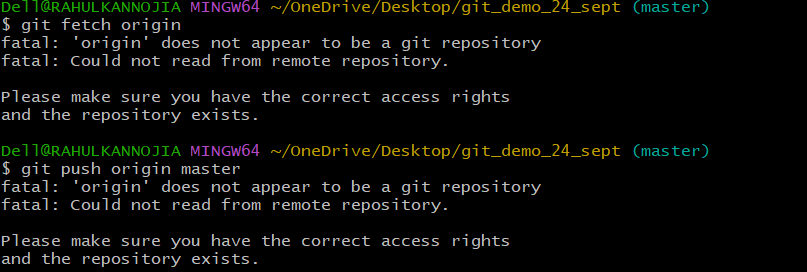 Dell@RAHULKANNOJIA MINGW64 ~/OneDrive/Desktop/git_demo_24_sept (master)
$ git fetch origin
fatal: 'origin' does not appear to be a git repository
fatal: Could not read from remote repository.

Please make sure you have the correct access rights
and the repository exists.

Dell@RAHULKANNOJIA MINGW64 ~/OneDrive/Desktop/git_demo_24_sept (master)
$ git push origin master
fatal: 'origin' does not appear to be a git repository
fatal: Could not read from remote repository.

Please make sure you have the correct access rights
and the repository exists.